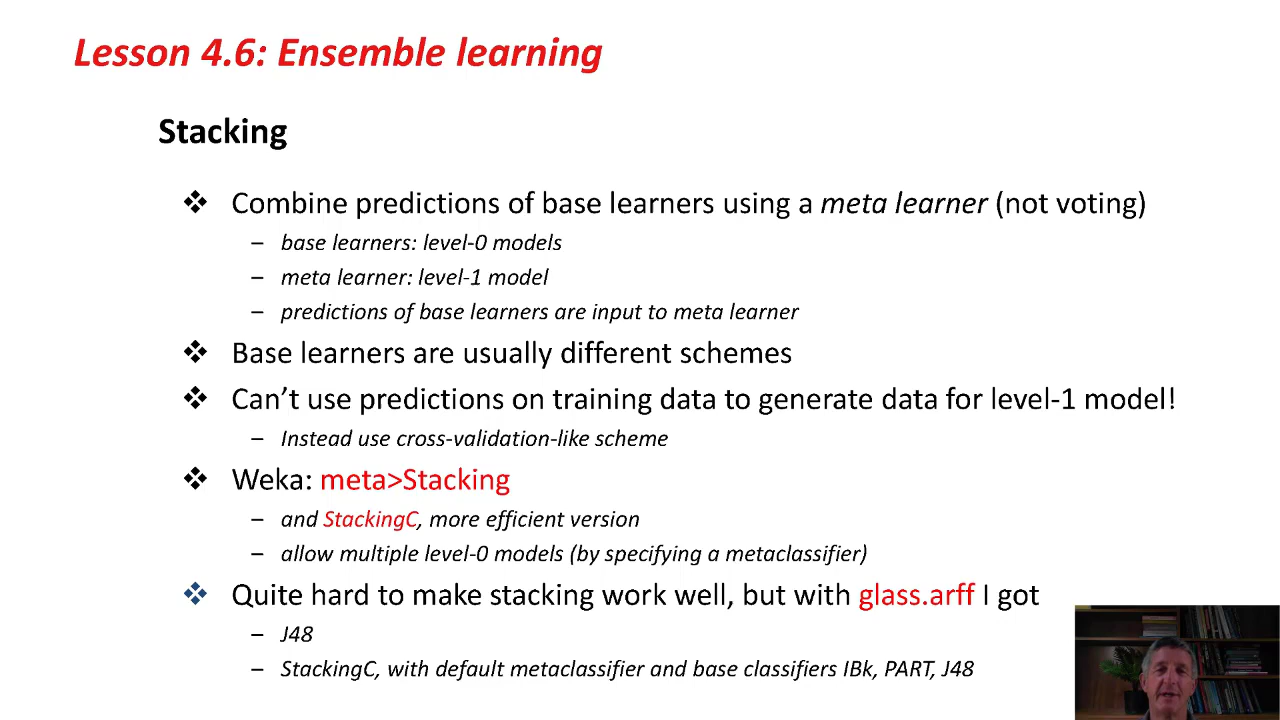 Lesson 4.6: Ensemble learning
Stacking
❖ Combine predictions of base learners using a meta learner (not voting)
– base learners: level-0 models
– meta learner: level-1 model
– predictions of base learners are input to meta learner
❖ Base learners are usually different schemes
❖ Can’t use predictions on training data to generate data for level-1 model!
– Instead use cross-validation-like scheme
❖ Weka: meta>Stacking
– and StackingC, more efficient version
– allow multiple level-0 models (by specifying a metaclassifier)
❖ Quite hard to make stacking work well, but with glass.arff I got
– J48
– StackingC, with default metaclassifier and base classifiers IBk, PART, J48